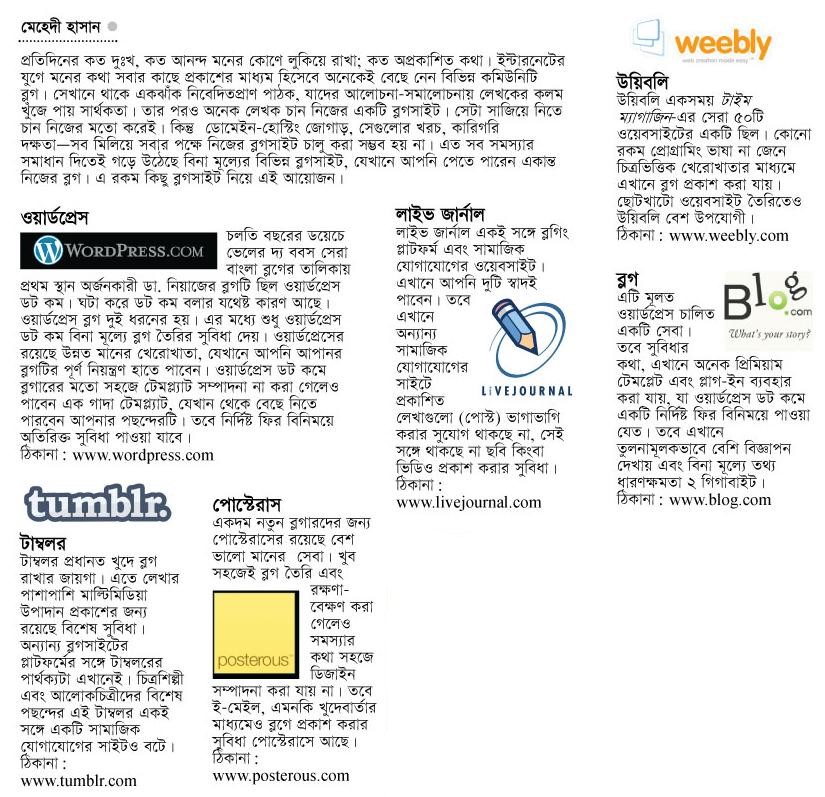 মেহেদী হাসান
প্রতিদিনের কত দুঃখ, কত আনন্দ মনের কোণে লুকিয়ে রাখা; কত অপ্রকাশিত কথা। ইন্টারনেটের
যুগে মনের কথা সবার কাছে প্রকাশের মাধ্যম হিসেবে অনেকেই বেছে নেন বিভিন্ন কমিউনিটি
ব্লগ। সেখানে থাকে একঝাঁক নিবেদিতপ্রাণ পাঠক, যাদের আলোচনা-সমালোচনায় লেখকের কলম
খুঁজে পায় সার্থকতা। তার পরও অনেক লেখক চান নিজের একটি ব্লগসাইট। সেটা সাজিয়ে নিতে
চান নিজের মতো করেই। কিন্তু ডোমেইন-হোস্টিং জোগাড়, সেগুলোর খরচ, কারিগরি
দক্ষতা—সব মিলিয়ে সবার পক্ষে নিজের ব্লগসাইট চালু করা সম্ভব হয় না। এত সব সমস্যার
সমাধান দিতেই গড়ে উঠেছে বিনা মূল্যের বিভিন্ন ব্লগসাইট, যেখানে আপনি পেতে পারেন একান্ত
নিজের ব্লগ। এ রকম কিছু ব্লগসাইট নিয়ে এই আয়োজন।
ওয়ার্ডপ্রেস
WORDPRESS.COM
চলতি বছরের ডয়েচে
ভেলের দ্য ববস সেরা
বাংলা ব্লগের তালিকায়
প্রথম স্থান অর্জনকারী ডা. নিয়াজের ব্লগটি ছিল ওয়ার্ডপ্রেস
ডট কম। ঘটা করে ডট কম বলার যথেষ্ট কারণ আছে।
ওয়ার্ডপ্রেস ব্লগ দুই ধরনের হয়। এর মধ্যে শুধু ওয়ার্ডপ্রেস
ডট কম বিনা মূল্যে ব্লগ তৈরির সুবিধা দেয়। ওয়ার্ডপ্রেসের
রয়েছে উন্নত মানের খেরোখাতা, যেখানে আপনি আপানর
ব্লগটির পূর্ণ নিয়ন্ত্রণ হাতে পাবেন। ওয়ার্ডপ্রেস ডট কমে
ব্লগারের মতো সহজে টেমপ্ল্যাট সম্পাদনা না করা গেলেও
পাবেন এক গাদা টেমপ্ল্যাট, যেখান থেকে বেছে নিতে
পারবেন আপনার পছন্দেরটি। তবে নির্দিষ্ট ফির বিনিময়ে
অতিরিক্ত সুবিধা পাওয়া যাবে।
ঠিকানা : www.wordpress.com
tumblr.
টাম্বলর
টাম্বলর প্রধানত খুদে ব্লগ
রাখার জায়গা। এতে লেখার
পাশাপাশি মাল্টিমিডিয়া
উপাদান প্রকাশের জন্য
রয়েছে বিশেষ সুবিধা।
অন্যান্য ব্লগসাইটের
প্লাটফর্মের সঙ্গে টাম্বলরের
পার্থক্যটা এখানেই। চিত্রশিল্পী
এবং আলোকচিত্রীদের বিশেষ
পছন্দের এই টাম্বলর একই
সঙ্গে একটি সামাজিক
যোগাযোগের সাইটও বটে।
ঠিকানা :
www.tumblr.com
পোস্টেরাস
একদম নতুন ব্লগারদের জন্য
পোস্টেরাসের রয়েছে বেশ
ভালো মানের সেবা। খুব
সহজেই ব্লগ তৈরি এবং
রক্ষণা-
বেক্ষণ করা
গেলেও
সমস্যার
কথা সহজে
ডিজাইন
posterous
সম্পাদনা করা যায় না। তবে
ই-মেইল, এমনকি খুদেবার্তার
মাধ্যমেও ব্লগে প্রকাশ করার
সুবিধা পোস্টেরাসে আছে।
ঠিকানা :
www.posterous.com
লাইভ জার্নাল
লাইভ জার্নাল একই সঙ্গে ব্লগিং
প্লাটফর্ম এবং সামাজিক
যোগাযোগের ওয়েবসাইট।
এখানে আপনি দুটি স্বাদই
পাবেন। তবে
এখানে
অন্যান্য
সামাজিক
যোগাযোগের
সাইটে
প্রকাশিত
LIVEJOURNAL
লেখাগুলো (পোস্ট) ভাগাভাগি
করার সুযোগ থাকছে না, সেই
সঙ্গে থাকছে না ছবি কিংবা
ভিডিও প্রকাশ করার সুবিধা।
ঠিকানা :
www.livejournal.com
weebly
web creation made easy
উয়িবলি
উয়িবলি একসময় টাইম
ম্যাগাজিন-এর সেরা ৫০টি
ওয়েবসাইটের একটি ছিল। কোনো
রকম প্রোগ্রামিং ভাষা না জেনে
চিত্রভিত্তিক খেরোখাতার মাধ্যমে
এখানে ব্লগ প্রকাশ করা যায়।
ছোটখাটো ওয়েবসাইট তৈরিতেও
উয়িবলি বেশ উপযোগী।
ঠিকানা : www.weebly.com
ব্লগ
এটি মূলত
ওয়ার্ডপ্রেস চালিত
একটি সেবা।
তবে সুবিধার
Blog.com
What's your story?
কথা, এখানে অনেক প্রিমিয়াম
টেমপ্লেট এবং প্লাগ-ইন ব্যবহার
করা যায়, যা ওয়ার্ডপ্রেস ডট কমে
একটি নির্দিষ্ট ফির বিনিময়ে পাওয়া
যেত। তবে এখানে
তুলনামূলকভাবে বেশি বিজ্ঞাপন
দেখায় এবং বিনা মূল্যে তথ্য
ধারণক্ষমতা ২ গিগাবাইট।
ঠিকানা : www.blog.com